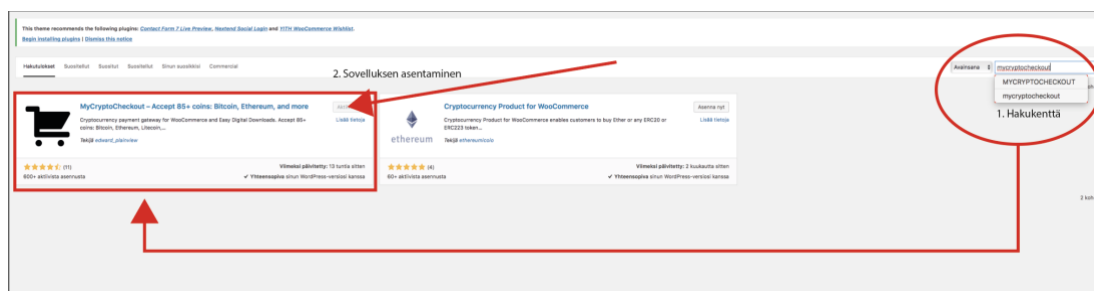 This theme recommends the following plugins: Contact Form 7 Live Preview, Nextend Social Login and YITH WooCommerce Wishlist.
Begin installing plugins | Dismiss this notice
Hakutulokset Suositellut Suositut Suositellut Sinun suosikkisi Commercial
2. Sovelluksen asentaminen
Avainsana mycryptocheckout
MYCRYPTOCHECKOUT
mycryptocheckout
1. Hakukenttä
MyCryptoCheckout – Accept 85+ coins: Bitcoin, Ethereum, and more
Cryptocurrency payment gateway for WooCommerce and Easy Digital Downloads. Accept 85+
coins: Bitcoin, Ethereum, Litecoin,...
Tekijä edward_plainview
Lisää tietoja
(11)
Viimeksi päivitetty: 13 tuntia sitten
600+ aktiivista asennusta
✔ Yhteensopiva sinun WordPress-versiosi kanssa
ethereum
Cryptocurrency Product for WooCommerce
Asenna nyt
Cryptocurrency Product for WooCommerce enables customers to buy Ether or any ERC20 or
ERC223 token...
Lisää tietoja
Tekijä ethereumicoio
(4)
Viimeksi päivitetty: 2 kuukautta sitten
60+ aktiivista asennusta
✔ Yhteensopiva sinun WordPress-versiosi kanssa